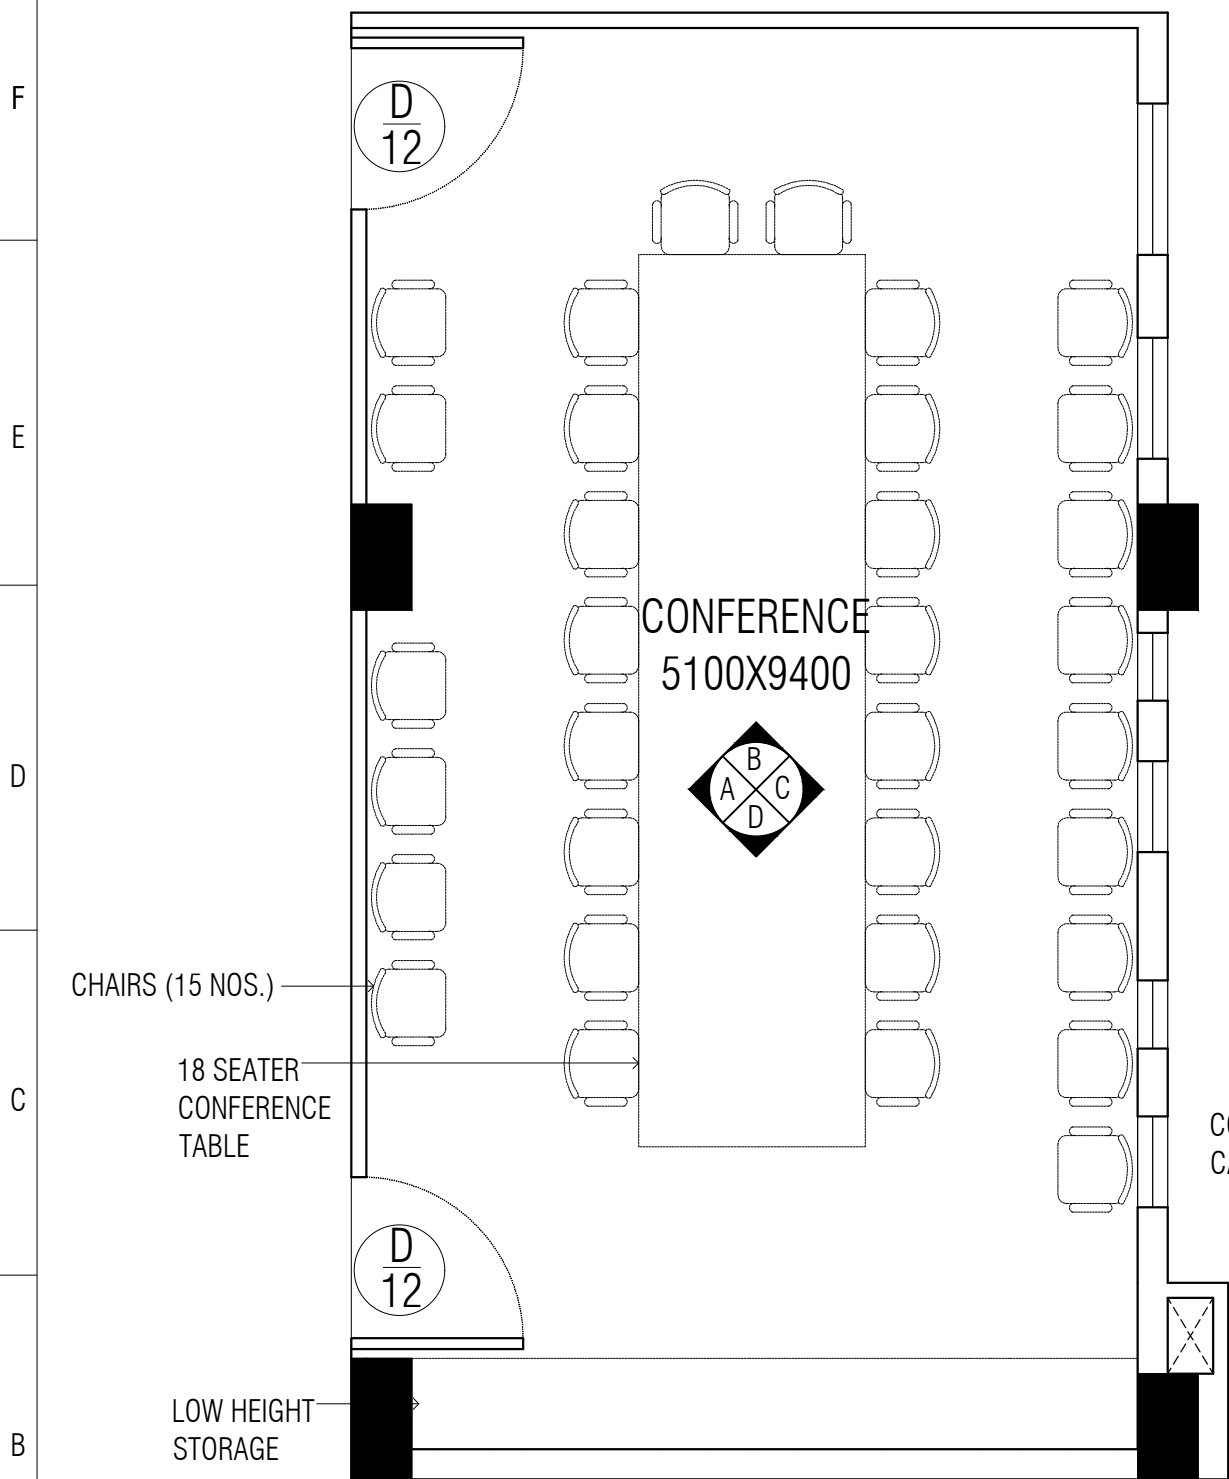 F
D
12
E
CONFERENCE
5100X9400
B
A
C
D
D
CHAIRS (15 NOS.)
18 SEATER
CONFERENCE
TABLE
C
D
12
LOW HEIGHT
STORAGE
B